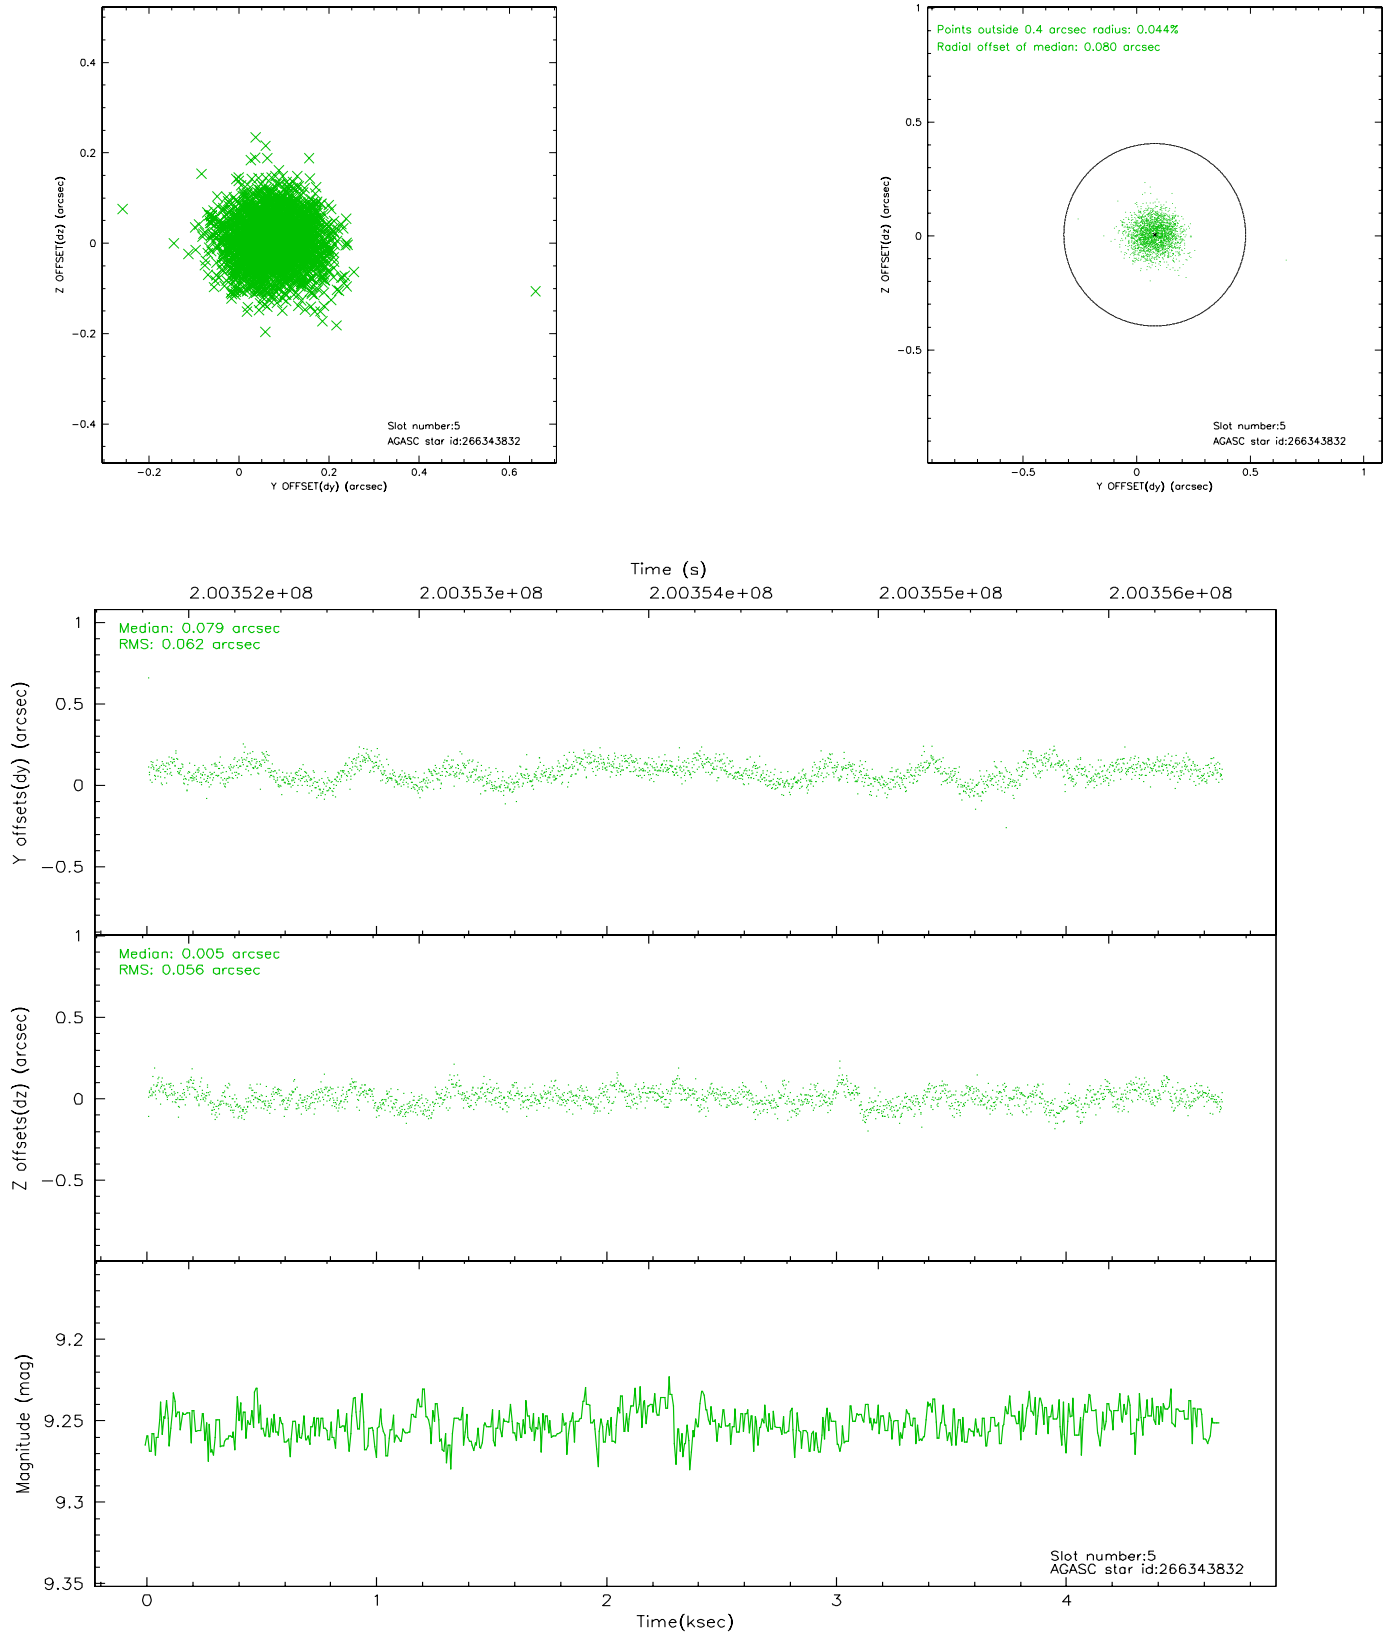 0.4
0.2
0
−0.2
−0.4
Z OFFSET(dz) (arcsec)
Slot number:5
AGASC star id:266343832
−0.2 0 0.2 0.4 0.6
Y OFFSET(dy) (arcsec)
Points outside 0.4 arcsec radius: 0.044%
Radial offset of median: 0.080 arcsec
1
0.5
0
−0.5
Z OFFSET(dz) (arcsec)
Slot number:5
AGASC star id:266343832
−0.5 0 0.5 1
Y OFFSET(dy) (arcsec)
Time (s)
2.00352e+08 2.00353e+08 2.00354e+08 2.00355e+08 2.00356e+08
Median: 0.079 arcsec
RMS: 0.062 arcsec
1
0.5
0
−0.5
Y offsets(dy) (arcsec)
Median: 0.005 arcsec
RMS: 0.056 arcsec
1
0.5
0
−0.5
Z offsets(dz) (arcsec)
9.2
9.25
9.3
9.35
Magnitude (mag)
Slot number:5
AGASC star id:266343832
0 1 2 3 4
Time(ksec)